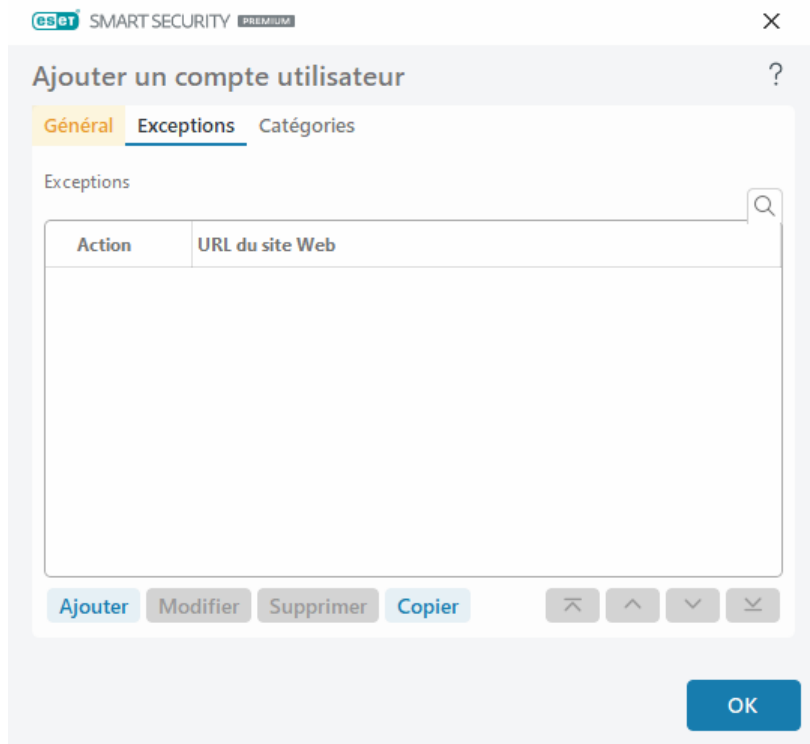 eset SMART SECURITY PREMIUM
Ajouter un compte utilisateur ?
Général Exceptions Catégories
Exceptions
Action URL du site Web
Ajouter Modifier Supprimer Copier
OK